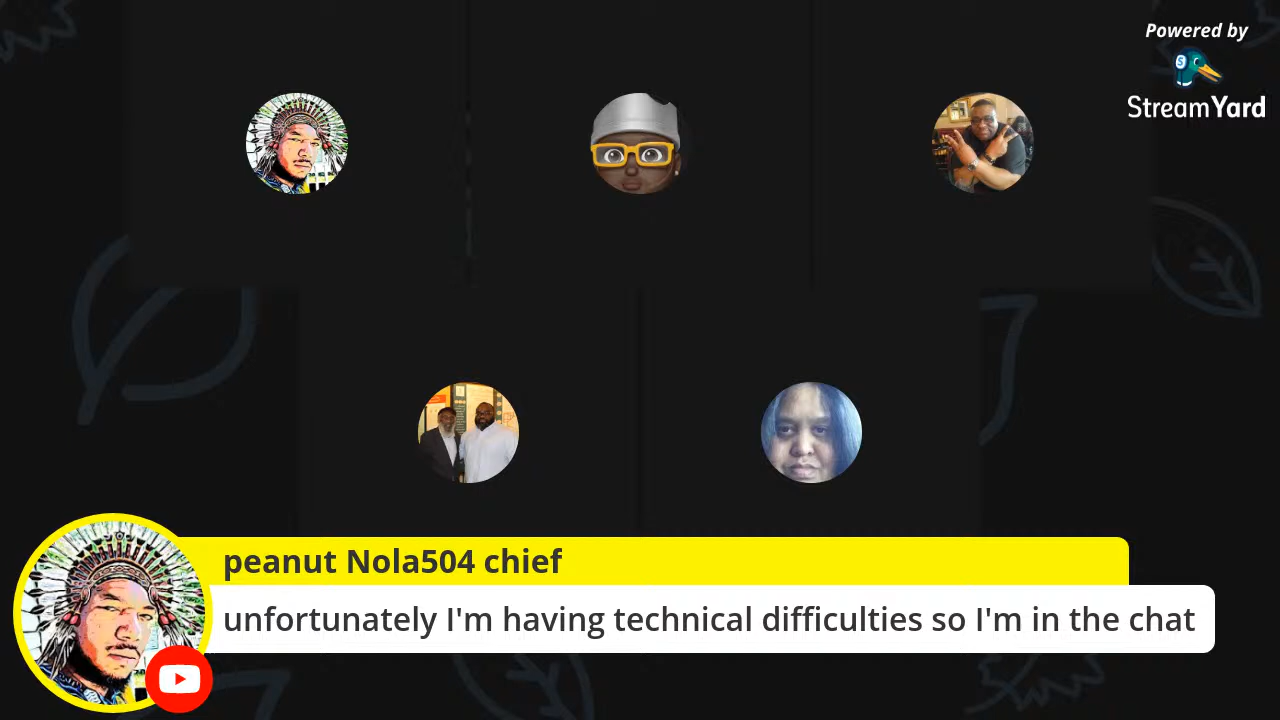 Powered by
StreamYard
peanut Nola504 chief
unfortunately I'm having technical difficulties so I'm in the chat